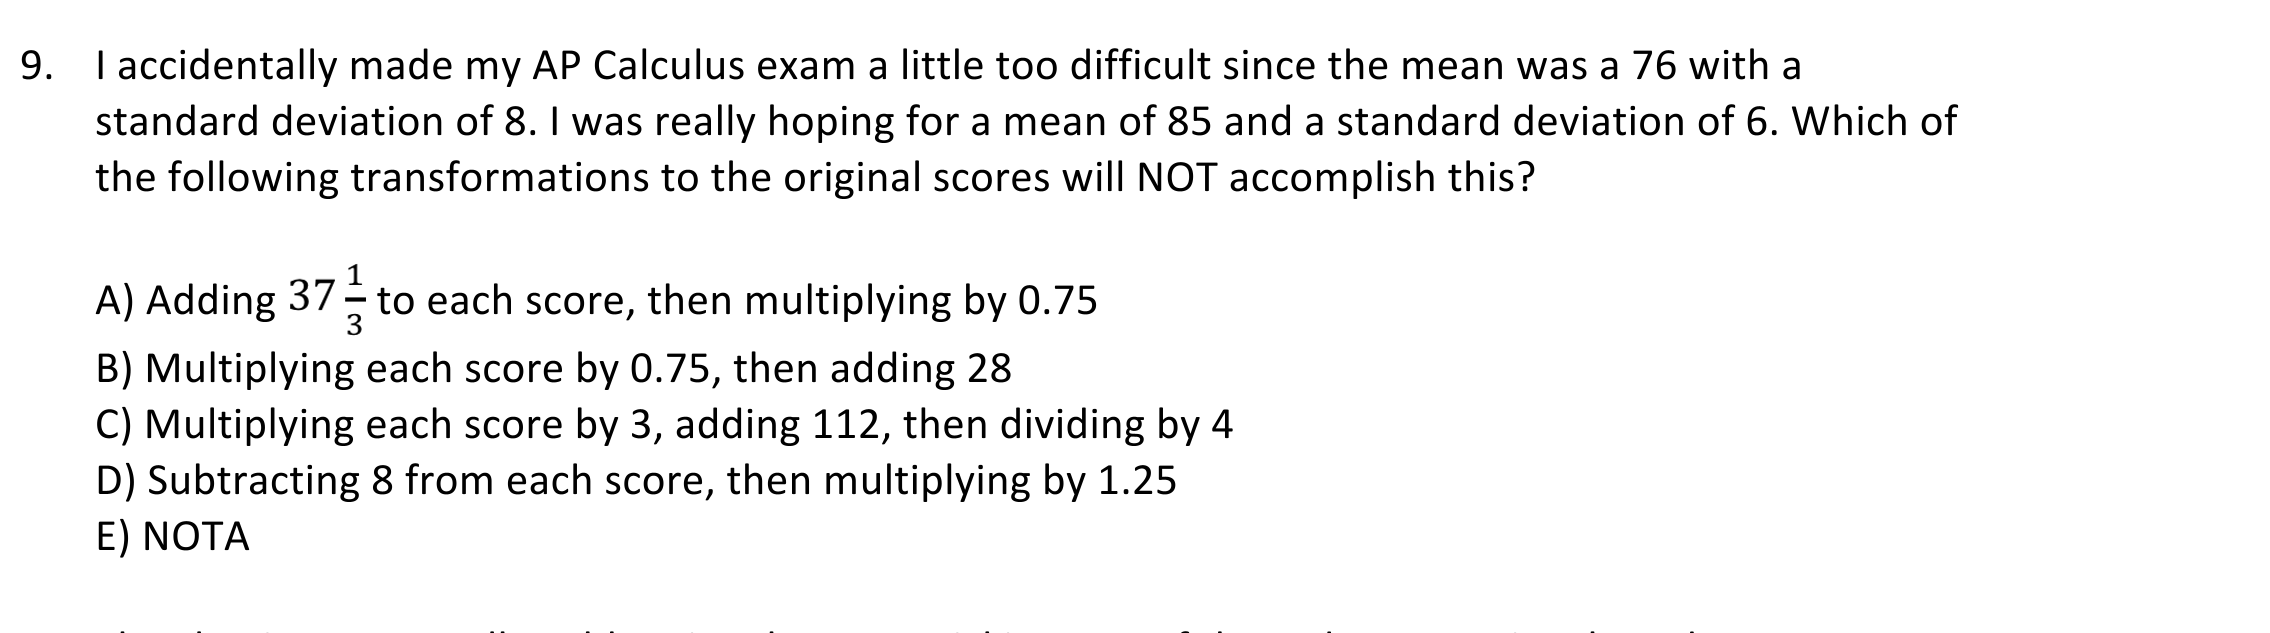 9. I accidentally made my AP Calculus exam a little too difficult since the mean was a 76 with a
standard deviation of 8. I was really hoping for a mean of 85 and a standard deviation of 6. Which of
the following transformations to the original scores will NOT accomplish this?
A) Adding 37 1/3 to each score, then multiplying by 0.75
B) Multiplying each score by 0.75, then adding 28
C) Multiplying each score by 3, adding 112, then dividing by 4
D) Subtracting 8 from each score, then multiplying by 1.25
E) NOTA